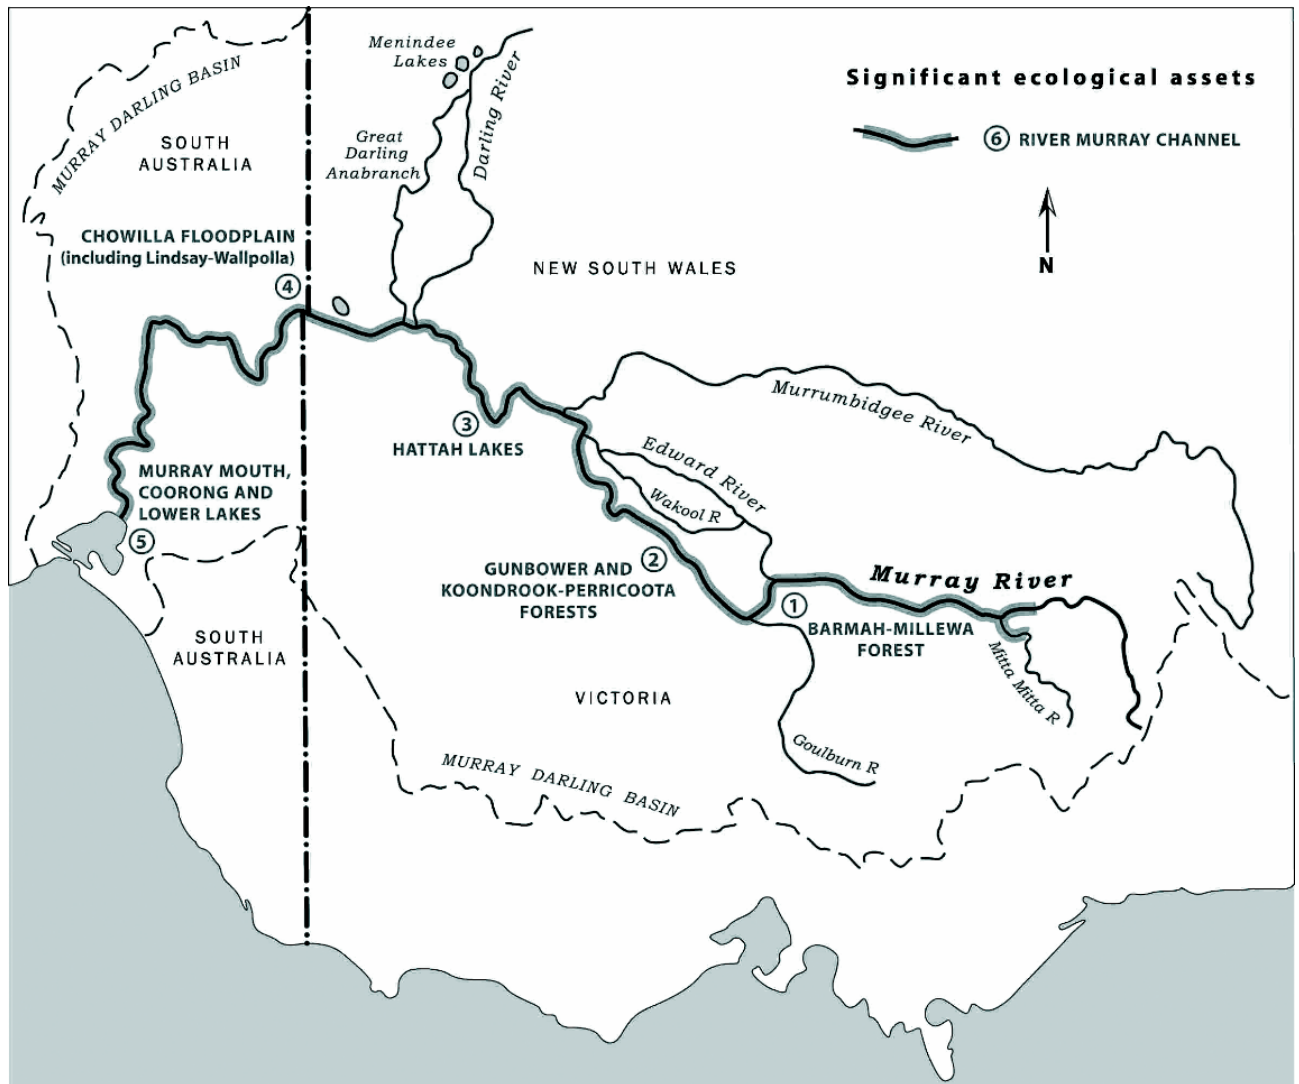 Menindee
Lakes
Darling River
MURRAY DARLING BASIN
SOUTH
AUSTRALIA
Great
Darling
Anabranch
Significant ecological assets
6 RIVER MURRAY CHANNEL
N
CHOWILLA FLOODPLAIN
(including Lindsay-Wallpolla)
4
NEW SOUTH WALES
Murrumbidgee River
3
HATTAH LAKES
Edward River
Wakool R
MURRAY MOUTH,
COORONG AND
LOWER LAKES
5
2
GUNBOWER AND
KOONDROOK-PERRICOOTA
FORESTS
Murray River
1
BARMAH-MILLEWA
FOREST
SOUTH
AUSTRALIA
Mitta Mitta R
VICTORIA
Goulburn R
MURRAY DARLING BASIN